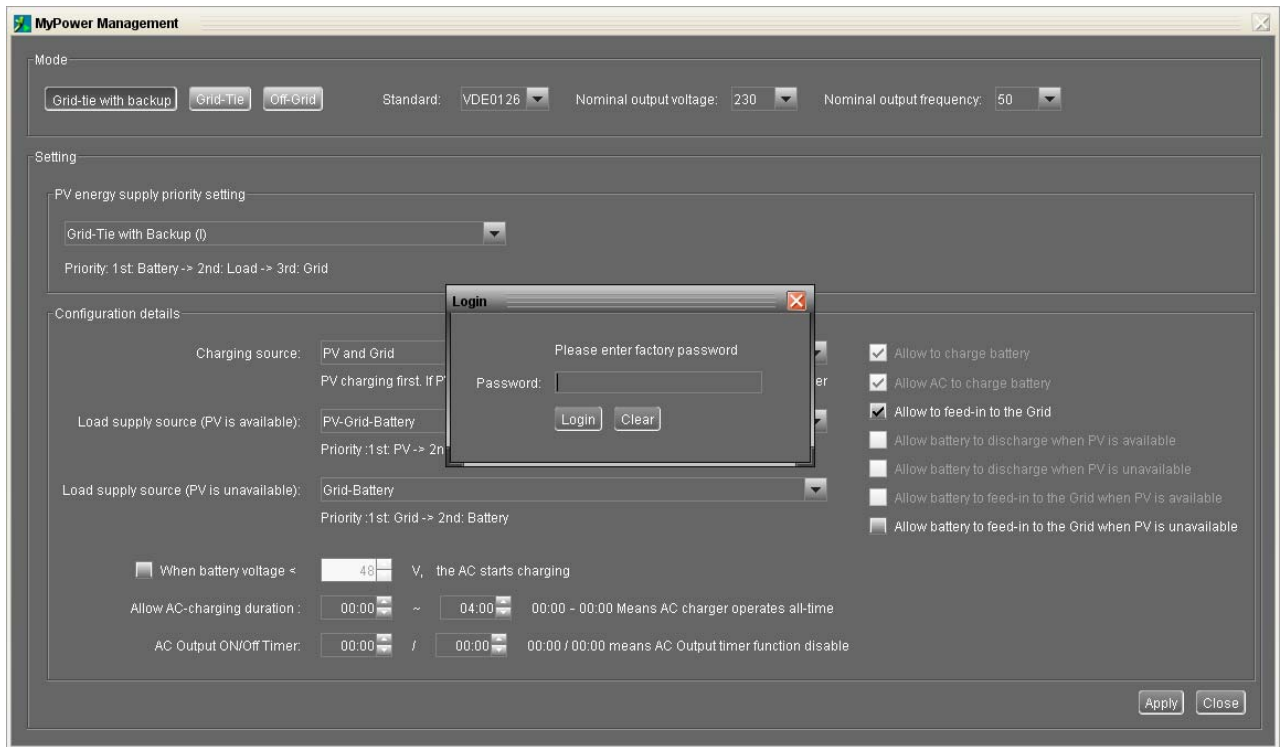 MyPower Management
Mode
Grid-tie with backup Grid-Tie Off-Grid Standard: VDE0126 Nominal output voltage: 230 Nominal output frequency: 50
Setting
PV energy supply priority setting
Grid-Tie with Backup (I)
Priority: 1st: Battery -> 2nd: Load -> 3rd: Grid
Login
Please enter factory password
Password:
Login Clear
Configuration details
Charging source: PV and Grid
PV charging first. If P er
Load supply source (PV is available): PV-Grid-Battery
Priority :1st: PV -> 2n
Load supply source (PV is unavailable): Grid-Battery
Priority :1st: Grid -> 2nd: Battery
Allow to charge battery
Allow AC to charge battery
Allow to feed-in to the Grid
Allow battery to discharge when PV is available
Allow battery to discharge when PV is unavailable
Allow battery to feed-in to the Grid when PV is available
Allow battery to feed-in to the Grid when PV is unavailable
When battery voltage < 48 V, the AC starts charging
Allow AC-charging duration : 00:00 ~ 04:00 00:00 - 00:00 Means AC charger operates all-time
AC Output ON/Off Timer: 00:00 / 00:00 00:00 / 00:00 means AC Output timer function disable
Apply Close